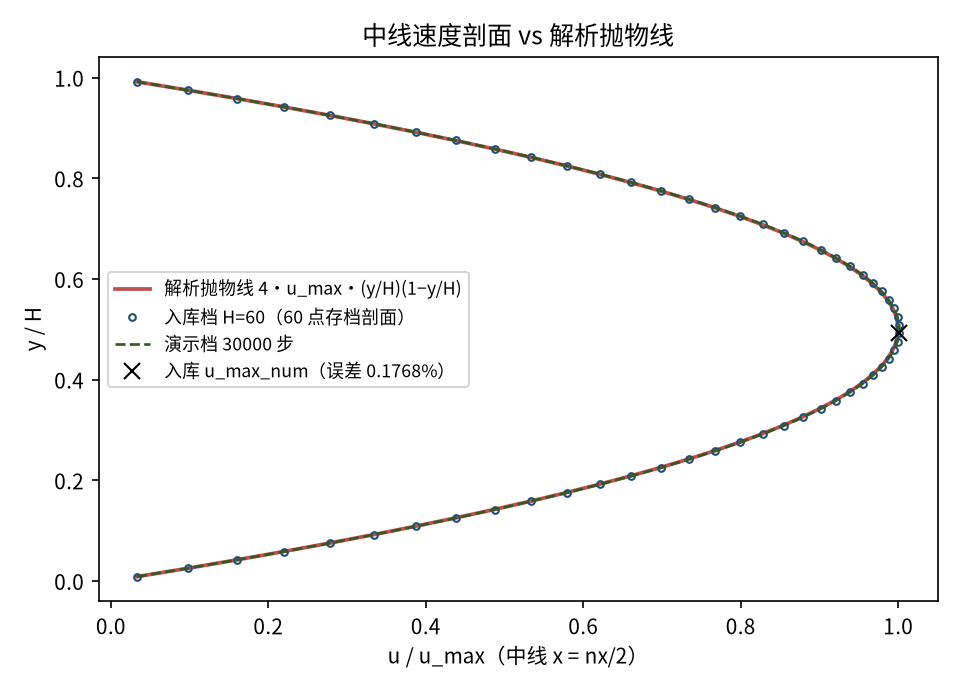 中线速度剖面 vs 解析抛物线
1.0
0.8
0.6
0.4
0.2
0.0
y / H
解析抛物线 4·u_max·(y/H)(1−y/H)
入库档 H=60（60 点存档剖面）
演示档 30000 步
入库 u_max_num（误差 0.1768%）
0.0 0.2 0.4 0.6 0.8 1.0
u / u_max（中线 x = nx/2）